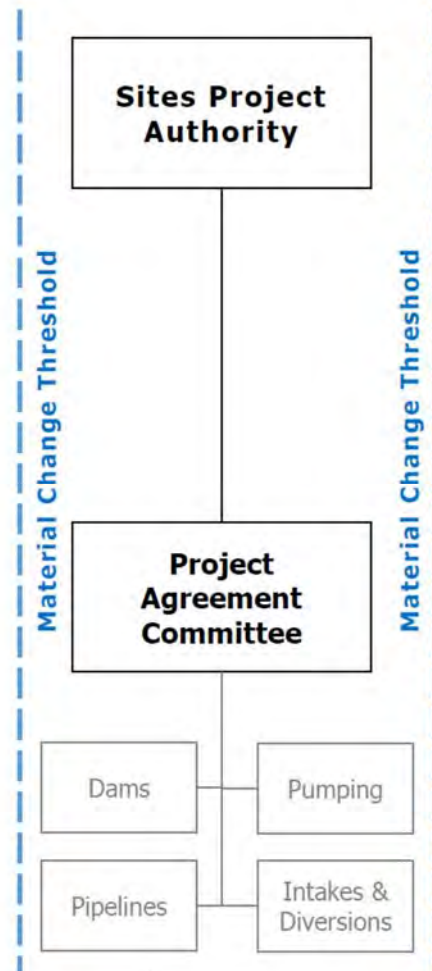 Sites Project
Authority
Material Change Threshold
Material Change Threshold
Project
Agreement
Committee
Dams
Pumping
Pipelines
Intakes &
Diversions